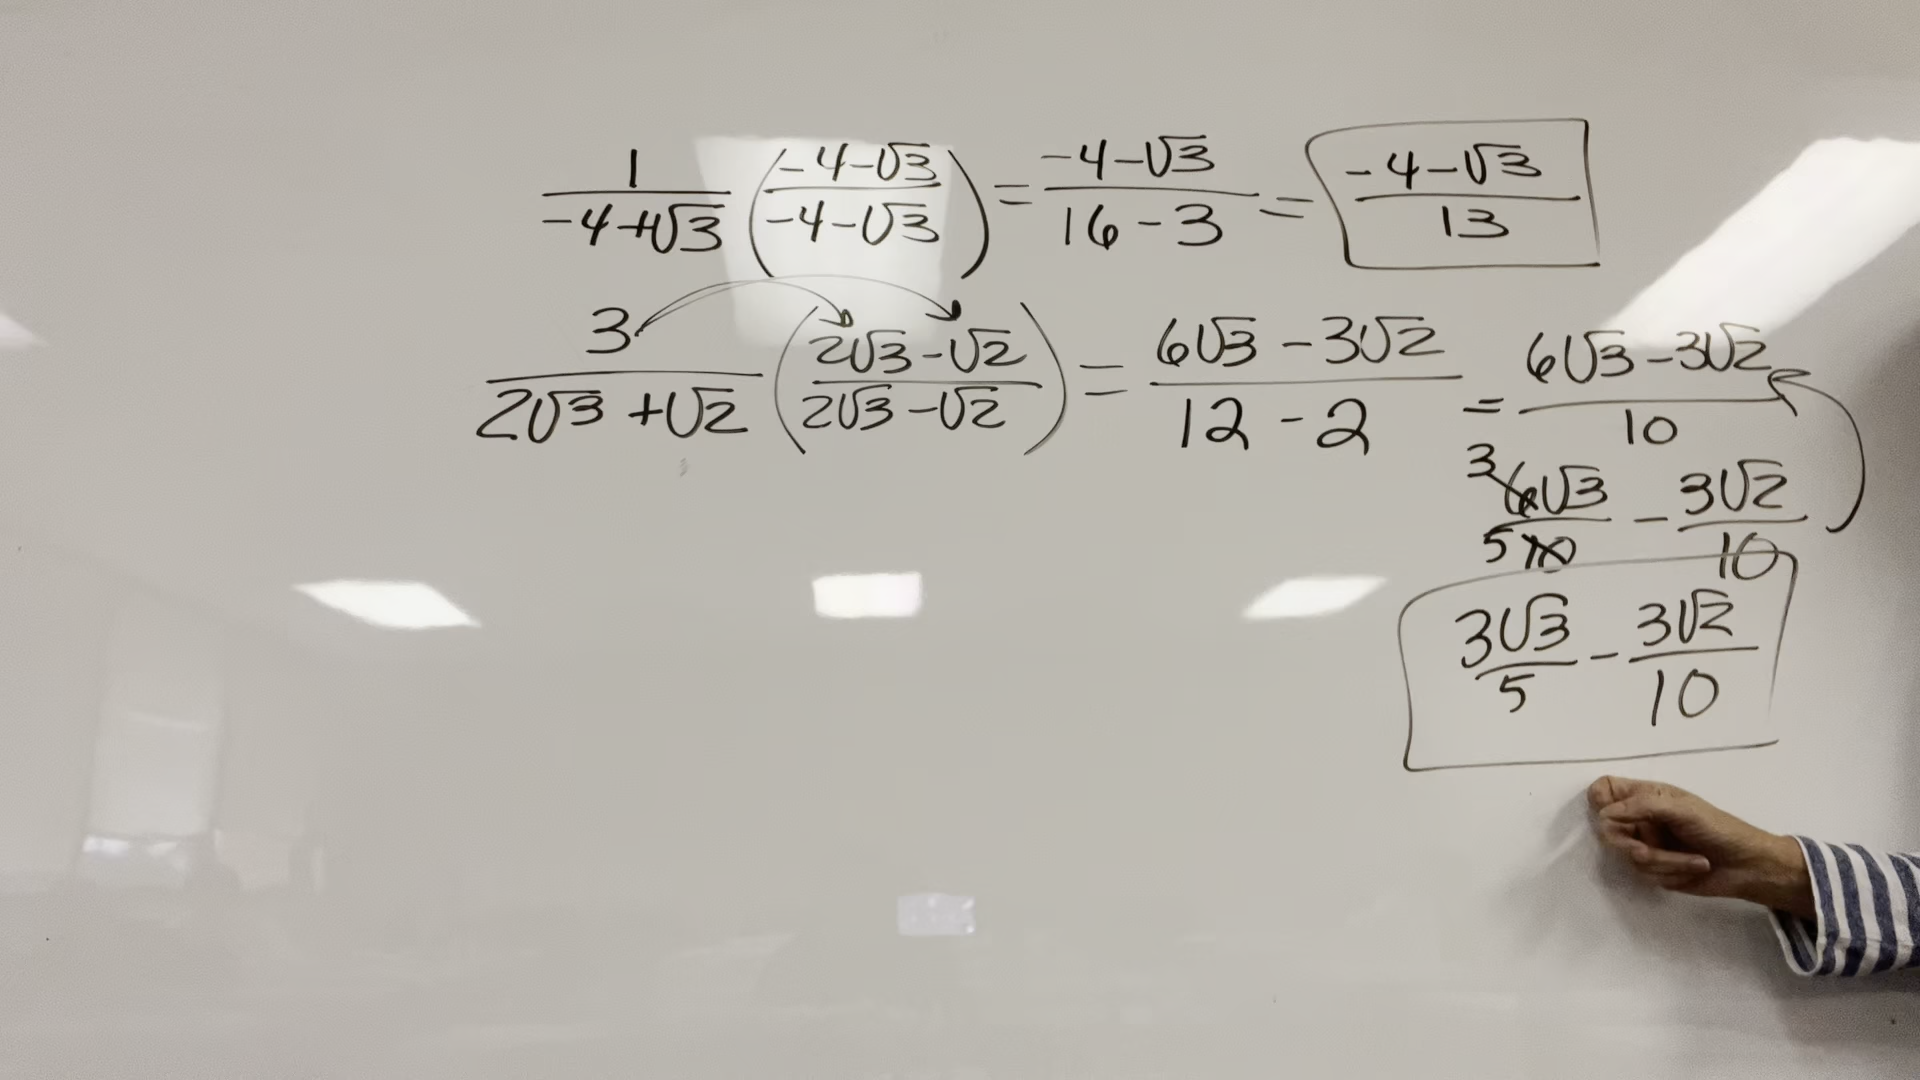 1/(-4+√3) ((-4-√3)/(-4-√3)) = (-4-√3)/(16-3) = (-4-√3)/13
3/(2√3+√2) ((2√3-√2)/(2√3-√2)) = (6√3-3√2)/(12-2) = (6√3-3√2)/10
3 6√3/5 10 - 3√2/10
3√3/5 - 3√2/10